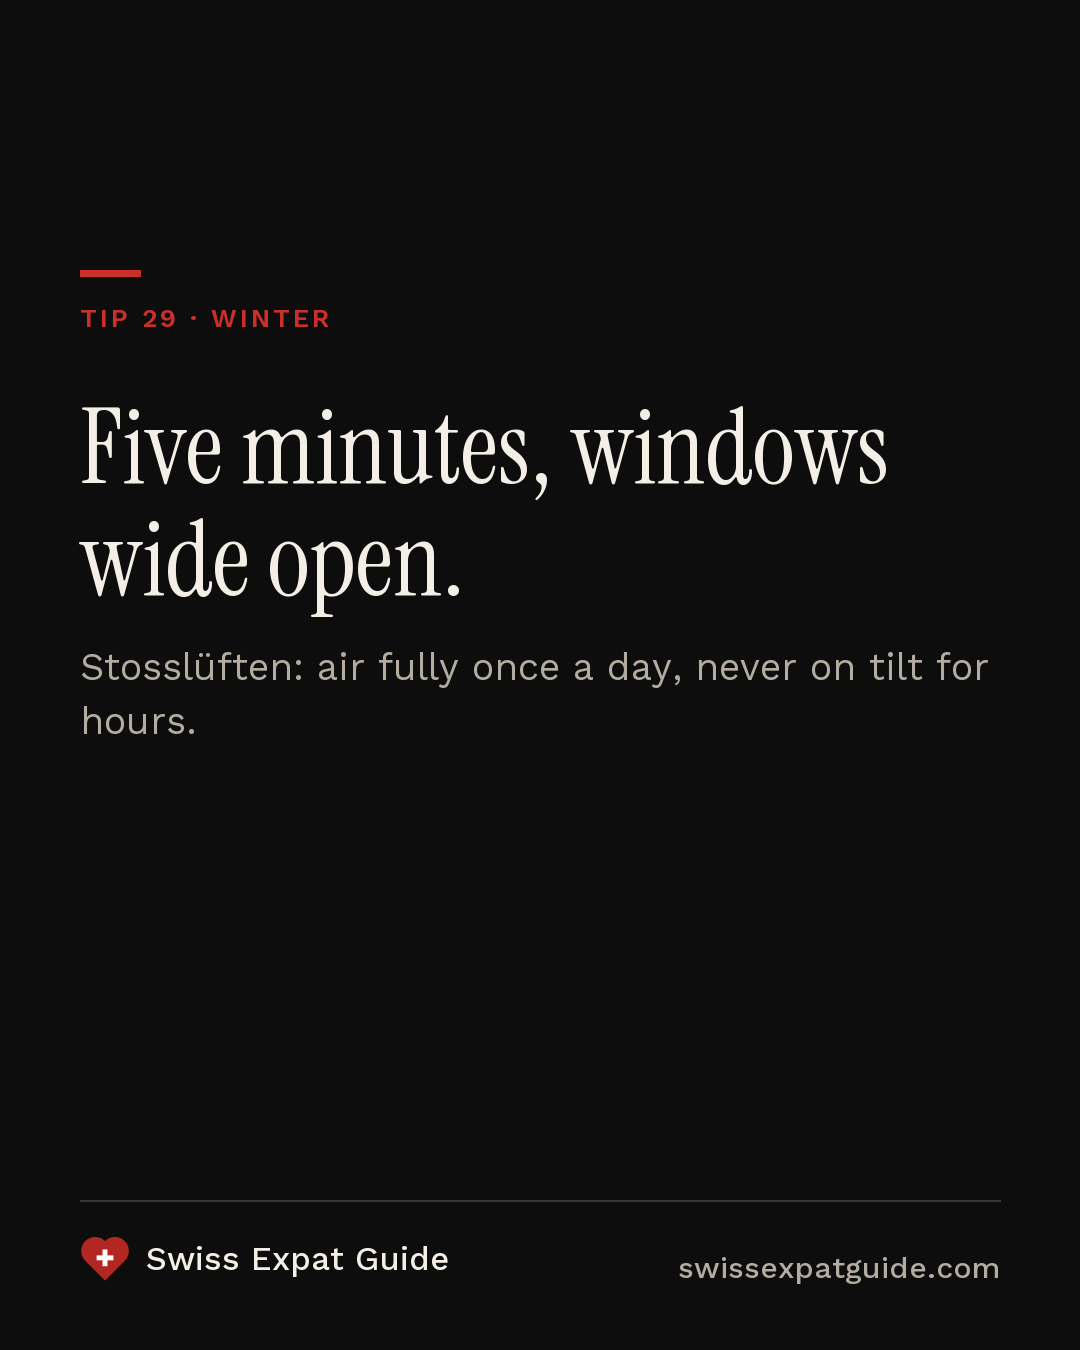 TIP 29 · WINTER
Five minutes, windows
wide open.
Stosslüften: air fully once a day, never on tilt for
hours.
Swiss Expat Guide
swissexpatguide.com